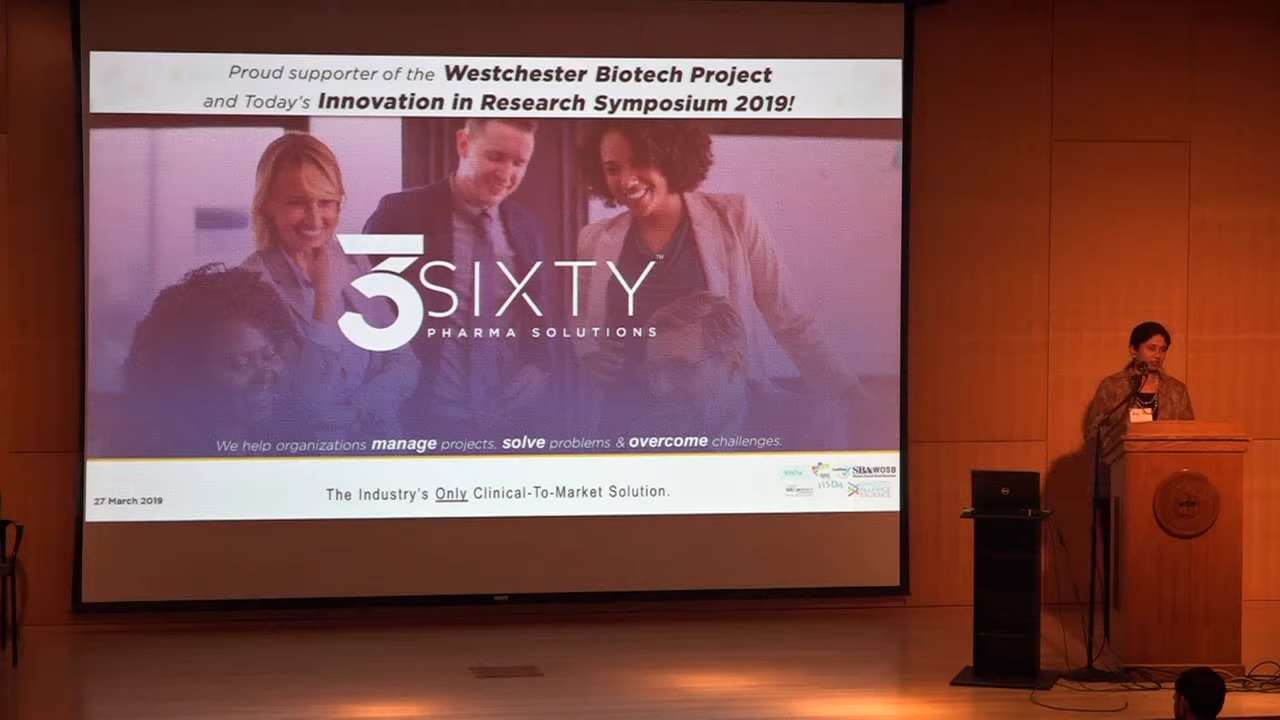 Proud supporter of the Westchester Biotech Project
and Today's Innovation in Research Symposium 2019!
3SIXTY™
PHARMA SOLUTIONS
We help organizations manage projects, solve problems & overcome challenges.
SBA WOSB
27 March 2019
The Industry's Only Clinical-To-Market Solution.